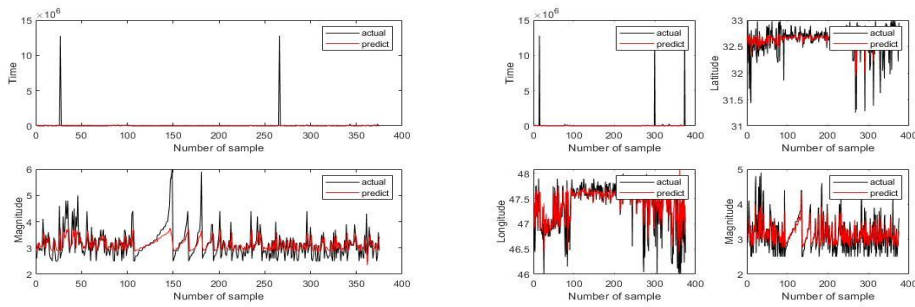 ×10^6
15
10
5
0
Time
actual
predict
0 50 100 150 200 250 300 350 400
Number of sample
6
5
4
3
2
Magnitude
actual
predict
0 50 100 150 200 250 300 350 400
Number of sample
×10^6
15
10
5
0
Time
actual
predict
0 100 200 300 400
Number of sample
33
32.5
32
31.5
31
Latitude
actual
predict
0 100 200 300 400
Number of sample
48
47.5
47
46.5
46
Longitude
actual
predict
0 100 200 300 400
Number of sample
5
4
3
2
Magnitude
actual
predict
0 100 200 300 400
Number of sample